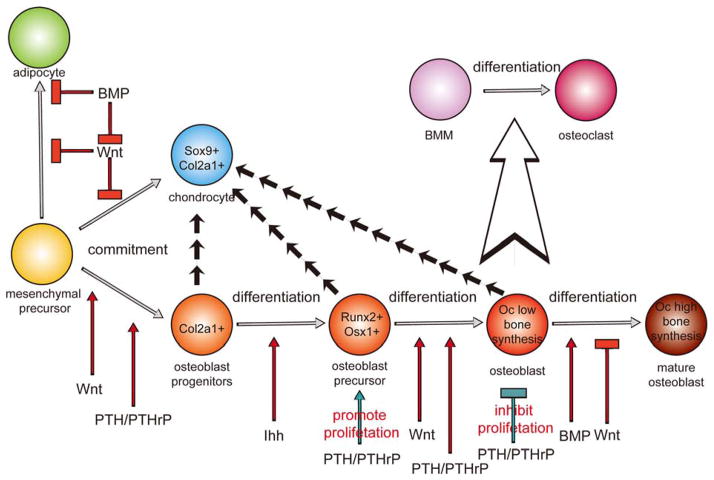 adipocyte
BMP
Wnt
Sox9+
Col2a1+
chondrocyte
differentiation
BMM
osteoclast
commitment
mesenchymal
precursor
Col2a1+
osteoblast
progenitors
differentiation
Runx2+
Osx1+
osteoblast
precursor
differentiation
Oc low
bone
synthesis
osteoblast
differentiation
Oc high
bone
synthesis
mature
osteoblast
Wnt
PTH/PTHrP
Ihh
promote
prolifetation
PTH/PTHrP
Wnt
PTH/PTHrP
inhibit
prolifetation
PTH/PTHrP
BMP
Wnt